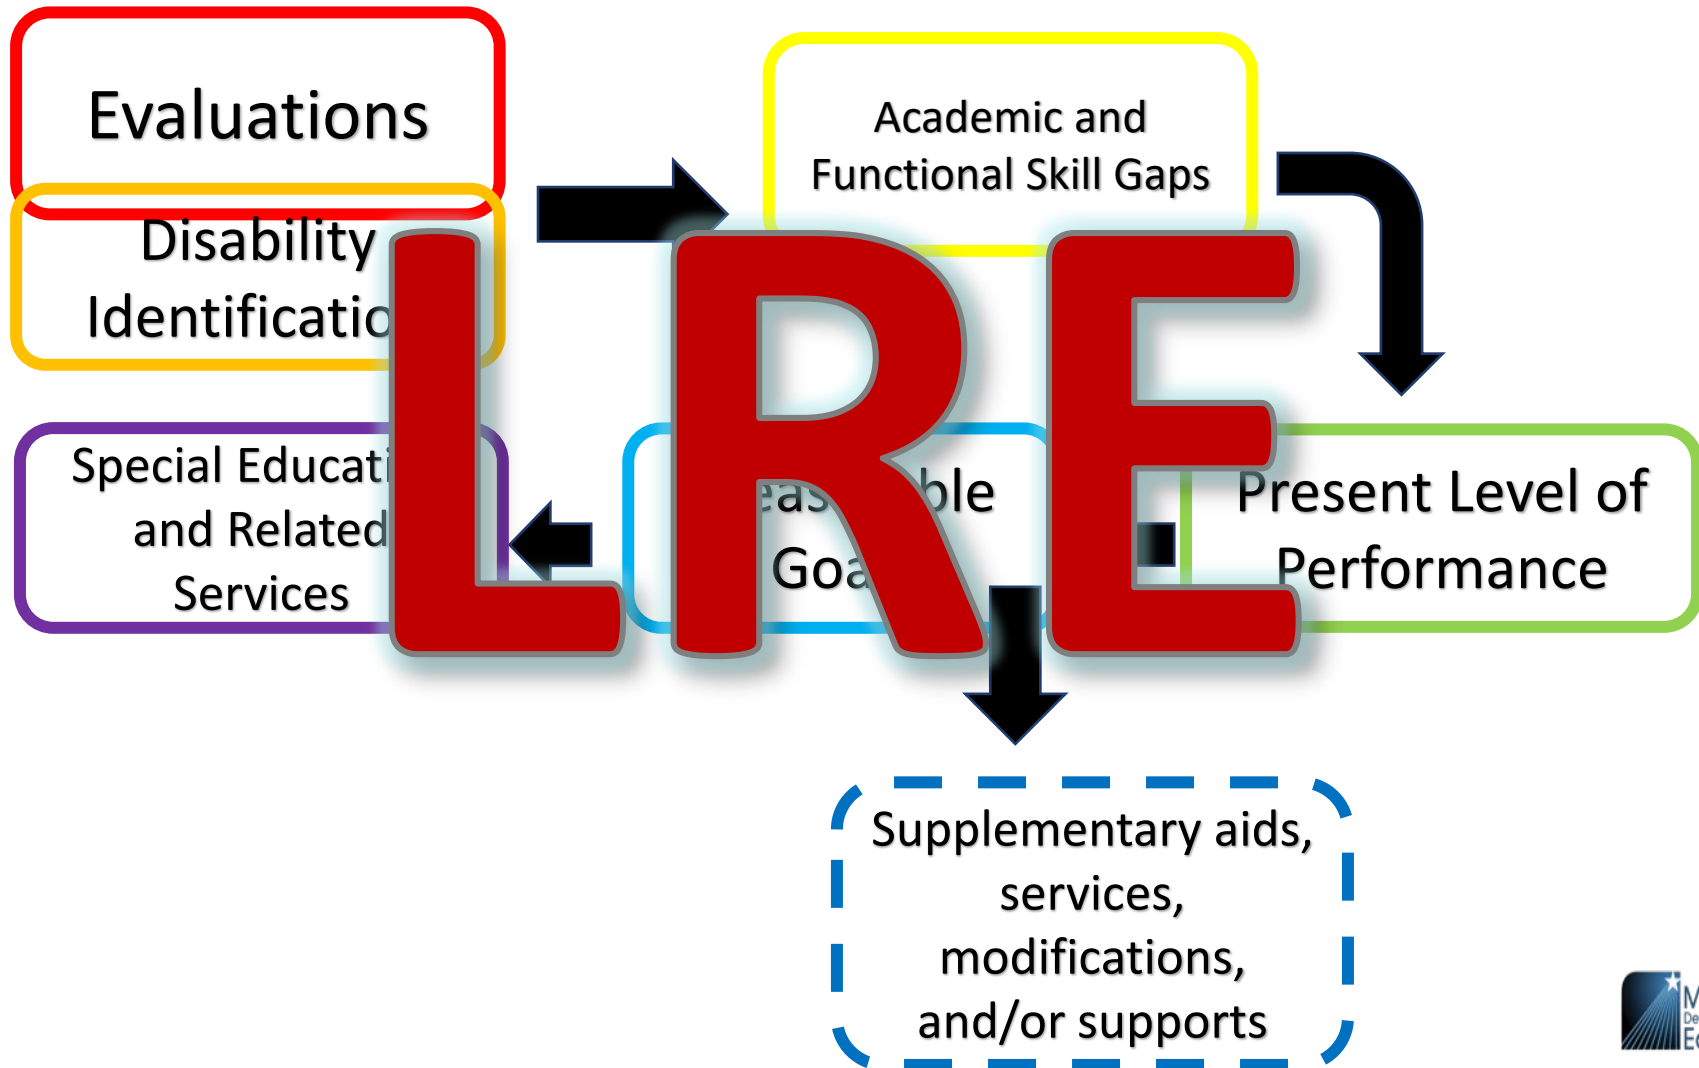 Evaluations
Academic and
Functional Skill Gaps
Disability
Identificatio
LRE
Special Educati
and Related
Services
Goa
Present Level of
Performance
Supplementary aids,
services,
modifications,
and/or supports